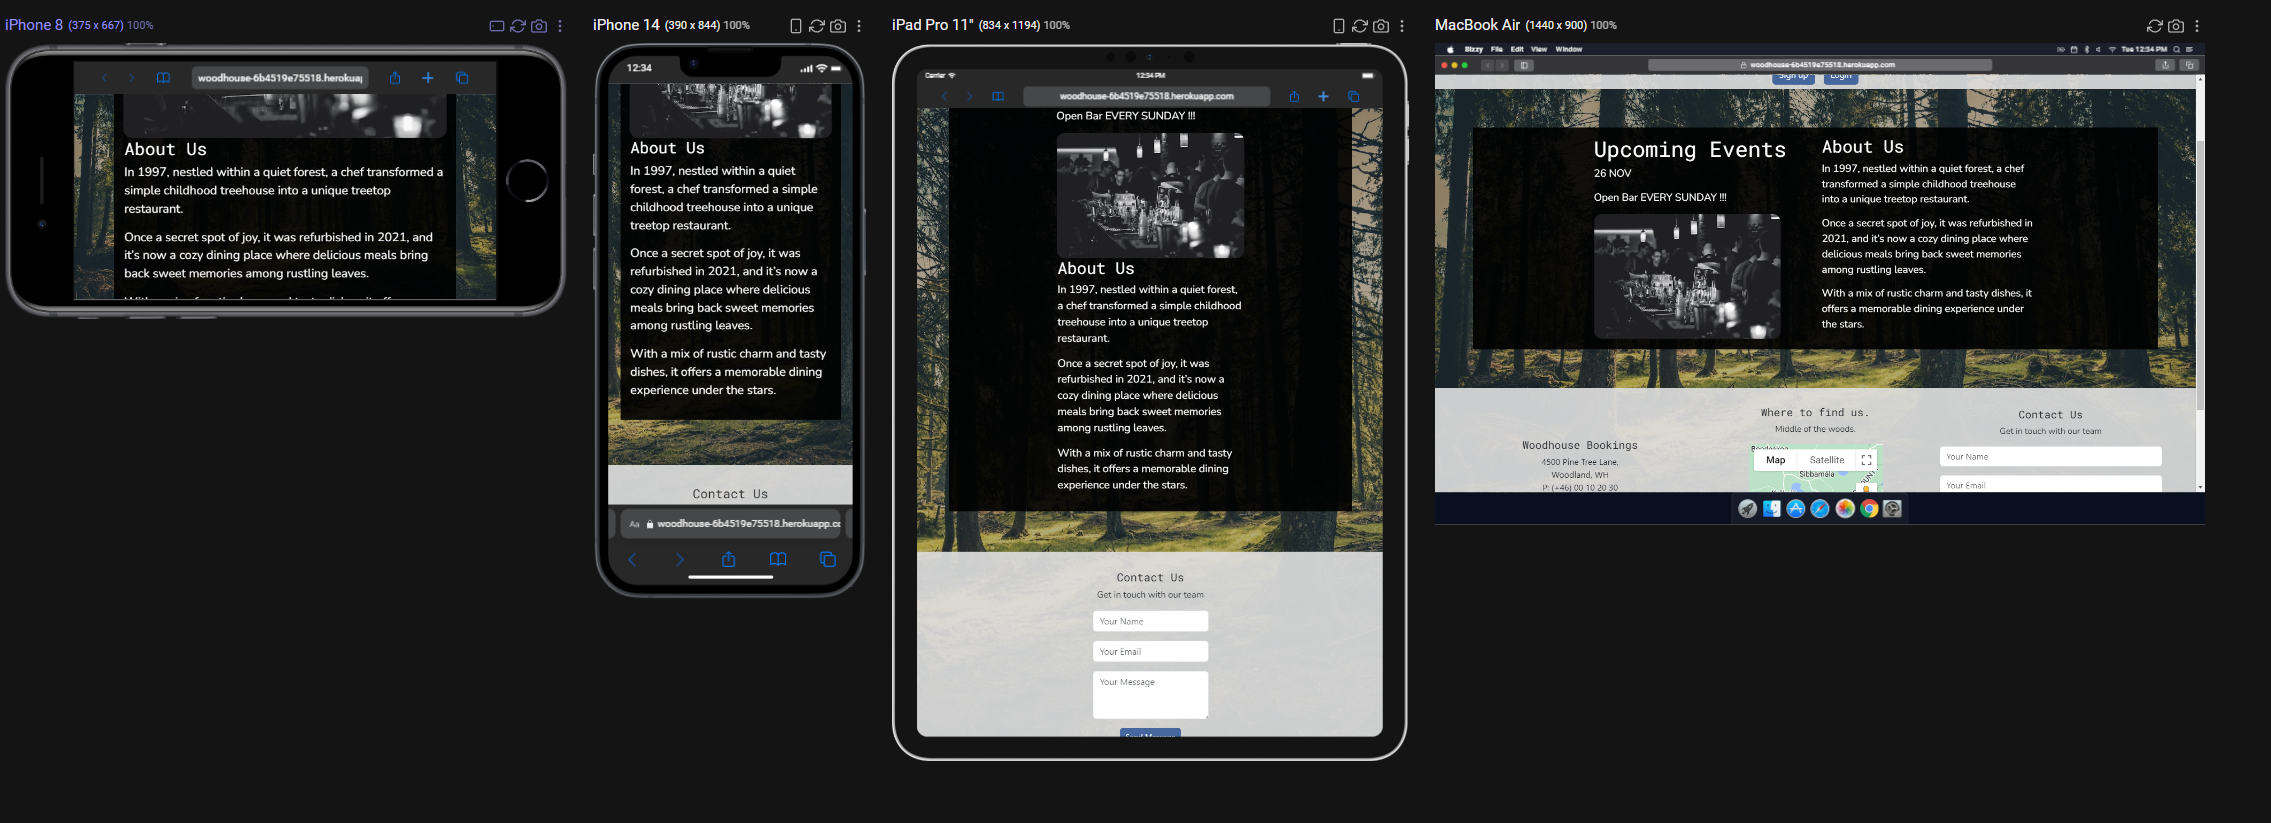 iPhone 8 (375 x 667) 100%
woodhouse-6b4519e75518.herokuap
About Us
In 1997, nestled within a quiet forest, a chef transformed a
simple childhood treehouse into a unique treetop
restaurant.
Once a secret spot of joy, it was refurbished in 2021, and
it's now a cozy dining place where delicious meals bring
back sweet memories among rustling leaves.
iPhone 14 (390 x 844) 100%
12:34
About Us
In 1997, nestled within a quiet
forest, a chef transformed a simple
childhood treehouse into a unique
treetop restaurant.
Once a secret spot of joy, it was
refurbished in 2021, and it's now a
cozy dining place where delicious
meals bring back sweet memories
among rustling leaves.
With a mix of rustic charm and tasty
dishes, it offers a memorable dining
experience under the stars.
Contact Us
Aa woodhouse-6b4519e75518.herokuapp.co
iPad Pro 11" (834 x 1194) 100%
Carrier 12:34 PM
woodhouse-6b4519e75518.herokuapp.com
Open Bar EVERY SUNDAY !!!
About Us
In 1997, nestled within a quiet forest,
a chef transformed a simple childhood
treehouse into a unique treetop
restaurant.
Once a secret spot of joy, it was
refurbished in 2021, and it's now a
cozy dining place where delicious
meals bring back sweet memories
among rustling leaves.
With a mix of rustic charm and tasty
dishes, it offers a memorable dining
experience under the stars.
Contact Us
Get in touch with our team
Your Name
Your Email
Your Message
Send Message
MacBook Air (1440 x 900) 100%
Bizzy File Edit View Window Tue 12:34 PM
woodhouse-6b4519e75518.herokuapp.com
Sign up Login
Upcoming Events
26 NOV
Open Bar EVERY SUNDAY !!!
About Us
In 1997, nestled within a quiet forest, a chef
transformed a simple childhood treehouse
into a unique treetop restaurant.
Once a secret spot of joy, it was refurbished in
2021, and it's now a cozy dining place where
delicious meals bring back sweet memories
among rustling leaves.
With a mix of rustic charm and tasty dishes, it
offers a memorable dining experience under
the stars.
Woodhouse Bookings
4500 Pine Tree Lane,
Woodland, WH
P: (+46) 00 10 20 30
Where to find us.
Middle of the woods.
Map Satellite
Sibbamåla
Contact Us
Get in touch with our team
Your Name
Your Email